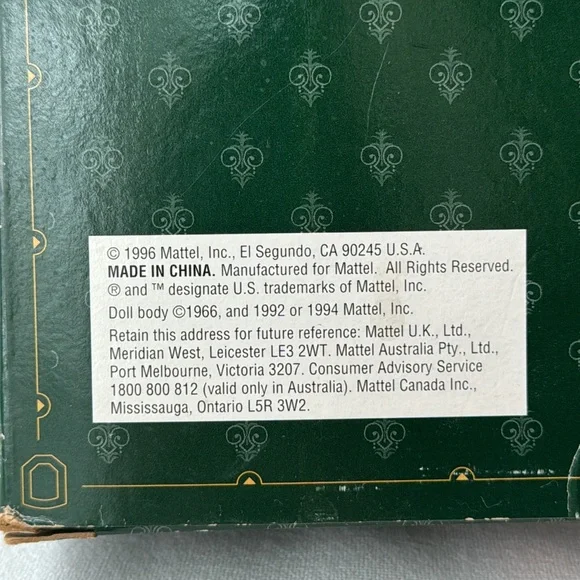 © 1996 Mattel, Inc., El Segundo, CA 90245 U.S.A.
MADE IN CHINA. Manufactured for Mattel. All Rights Reserved.
® and ™ designate U.S. trademarks of Mattel, Inc.
Doll body ©1966, and 1992 or 1994 Mattel, Inc.
Retain this address for future reference: Mattel U.K., Ltd.,
Meridian West, Leicester LE3 2WT. Mattel Australia Pty., Ltd.,
Port Melbourne, Victoria 3207. Consumer Advisory Service
1800 800 812 (valid only in Australia). Mattel Canada Inc.,
Mississauga, Ontario L5R 3W2.